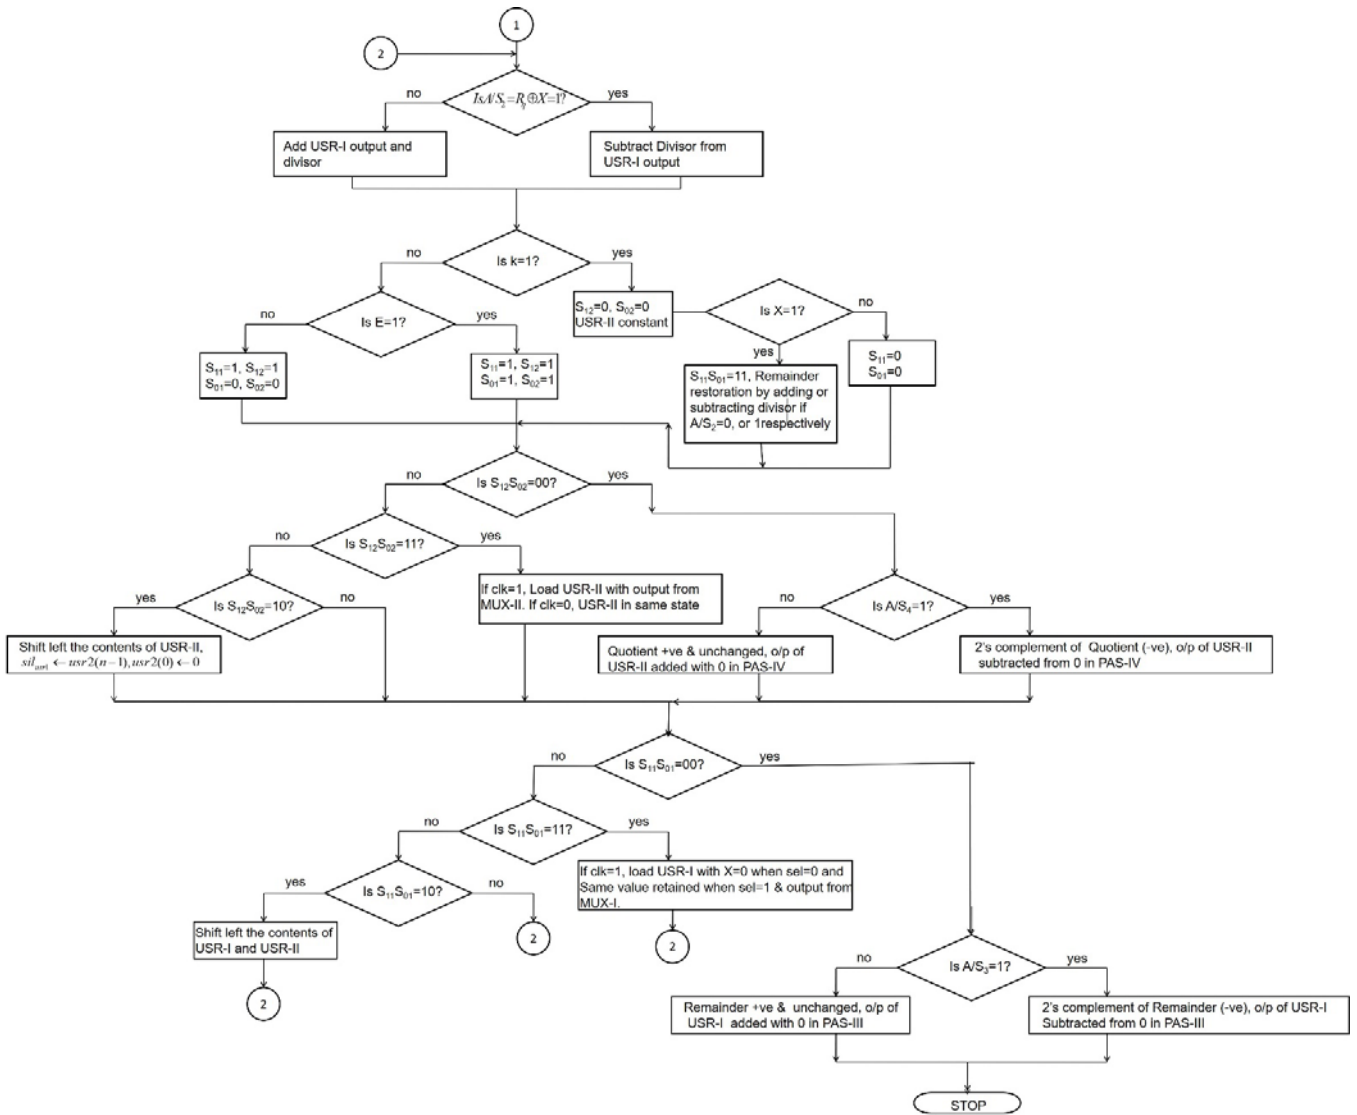 1
2
IsA/S₂=Rq⊕X=1?
no
yes
Add USR-I output and
divisor
Subtract Divisor from
USR-I output
Is k=1?
no
yes
Is E=1?
no
yes
S₁₂=0, S₀₂=0
USR-II constant
Is X=1?
no
yes
S₁₁=1, S₁₂=1
S₀₁=0, S₀₂=0
S₁₁=1, S₁₂=1
S₀₁=1, S₀₂=1
S₁₁S₀₁=11, Remainder
restoration by adding or
subtracting divisor if
A/S₂=0, or 1respectively
S₁₁=0
S₀₁=0
Is S₁₂S₀₂=00?
no
yes
Is S₁₂S₀₂=11?
no
yes
Is S₁₂S₀₂=10?
yes
no
If clk=1, Load USR-II with output from
MUX-II. If clk=0, USR-II in same state
Is A/S₄=1?
no
yes
Shift left the contents of USR-II,
sil ←usr2(n−1),usr2(0)←0
Quotient +ve & unchanged, o/p of
USR-II added with 0 in PAS-IV
2's complement of Quotient (-ve), o/p of USR-II
subtracted from 0 in PAS-IV
Is S₁₁S₀₁=00?
no
yes
Is S₁₁S₀₁=11?
no
yes
Is S₁₁S₀₁=10?
yes
no
If clk=1, load USR-I with X=0 when sel=0 and
Same value retained when sel=1 & output from
MUX-I.
Shift left the contents of
USR-I and USR-II
2
2
2
Is A/S₃=1?
no
yes
Remainder +ve & unchanged, o/p of
USR-I added with 0 in PAS-III
2's complement of Remainder (-ve), o/p of USR-I
Subtracted from 0 in PAS-III
STOP